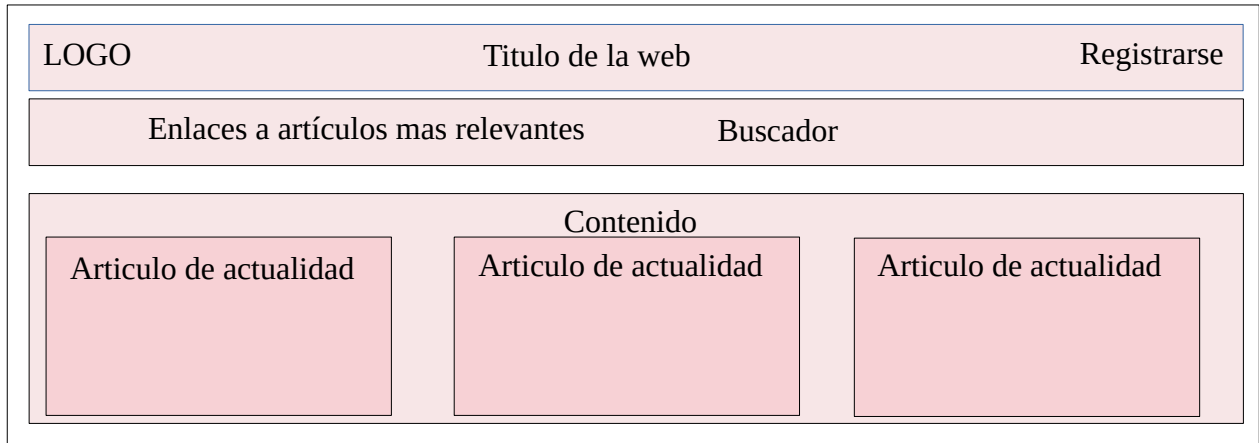 LOGO Titulo de la web Registrarse
Enlaces a artículos mas relevantes Buscador
Contenido
Articulo de actualidad Articulo de actualidad Articulo de actualidad